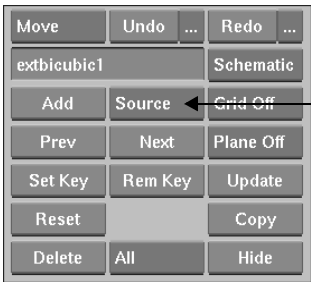 Move Undo ... Redo ...
extbicubic1 Schematic
Add Source Grid Off
Prev Next Plane Off
Set Key Rem Key Update
Reset Copy
Delete All Hide